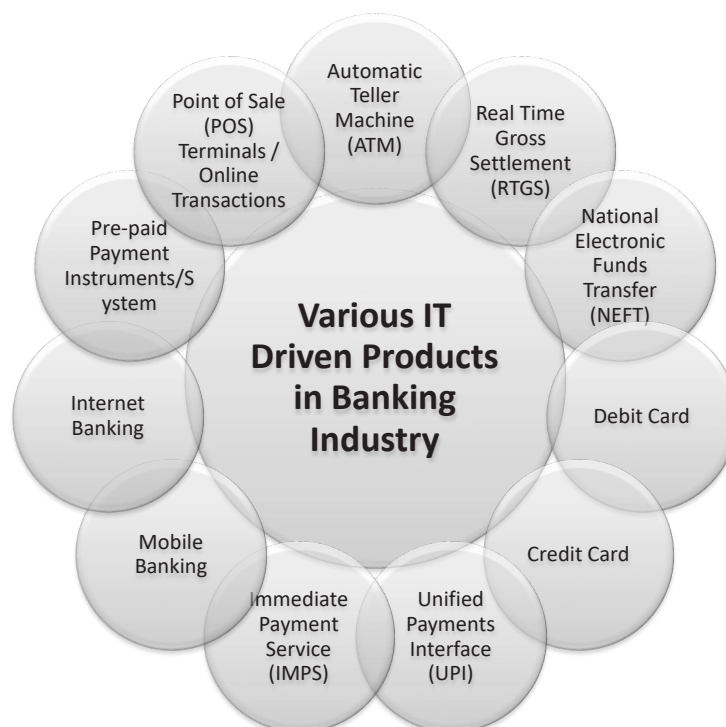 Automatic
Teller
Machine
(ATM)
Real Time
Gross
Settlement
(RTGS)
National
Electronic
Funds
Transfer
(NEFT)
Debit Card
Credit Card
Unified
Payments
Interface
(UPI)
Immediate
Payment
Service
(IMPS)
Mobile
Banking
Internet
Banking
Pre-paid
Payment
Instruments/S
ystem
Point of Sale
(POS)
Terminals /
Online
Transactions
Various IT
Driven Products
in Banking
Industry